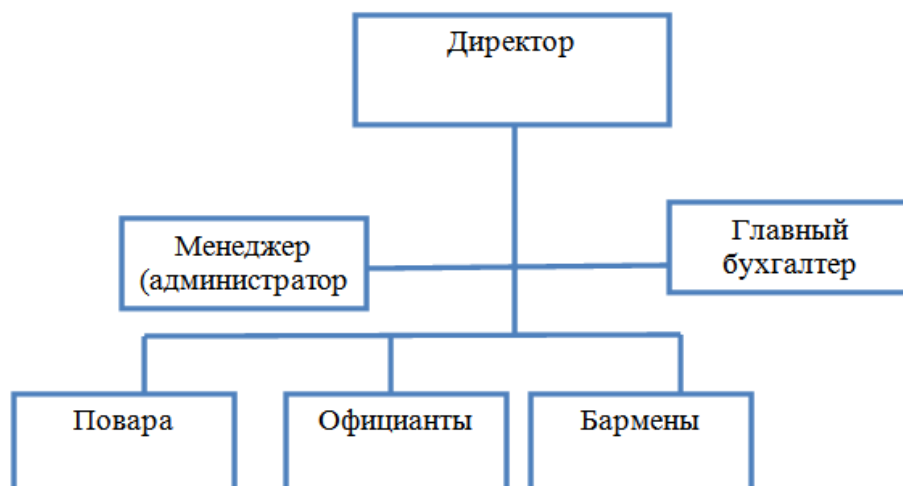 Директор
Менеджер
(администратор
Главный
бухгалтер
Повара
Официанты
Бармены